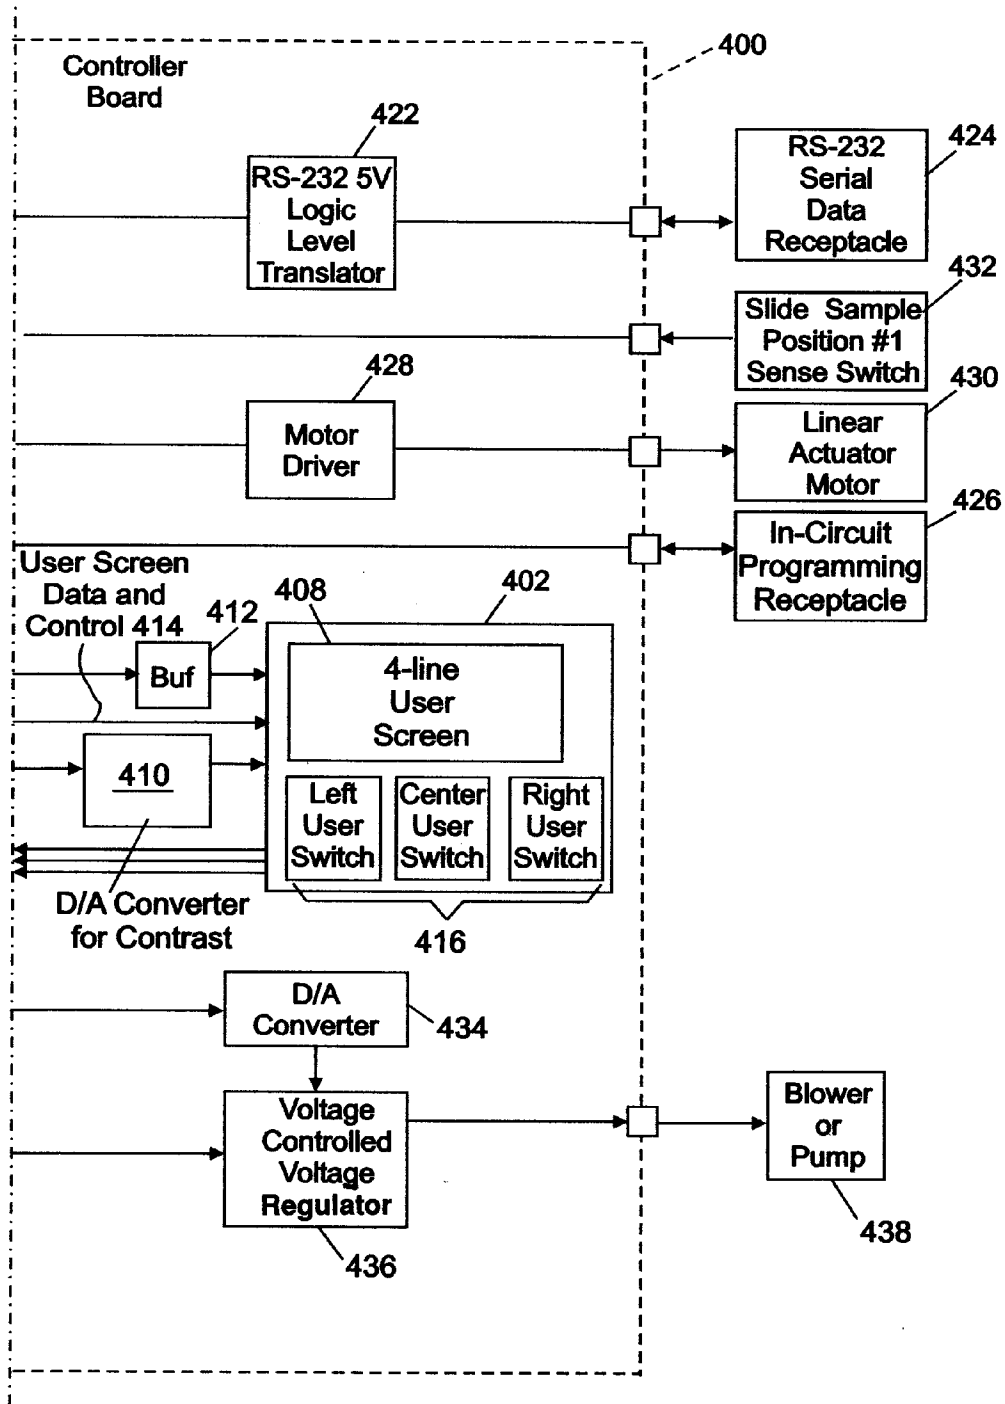 400
Controller
Board
422
RS-232 5V
Logic
Level
Translator
RS-232
Serial
Data
Receptacle
424
432
Slide Sample
Position #1
Sense Switch
428
Motor
Driver
430
Linear
Actuator
Motor
426
In-Circuit
Programming
Receptacle
User Screen
Data and
Control 414
412
Buf
408
402
4-line
User
Screen
410
Left
User
Switch
Center
User
Switch
Right
User
Switch
416
D/A Converter
for Contrast
D/A
Converter
434
Voltage
Controlled
Voltage
Regulator
436
Blower
or
Pump
438